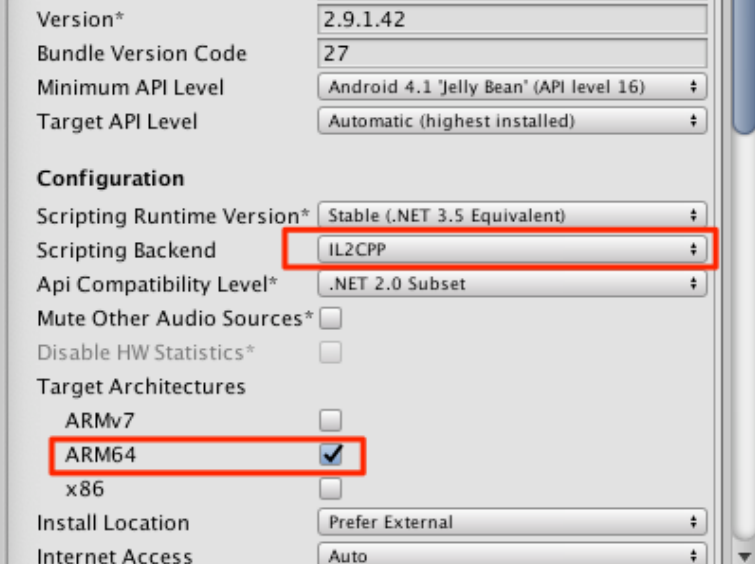 Version* 2.9.1.42
Bundle Version Code 27
Minimum API Level Android 4.1 'Jelly Bean' (API level 16)
Target API Level Automatic (highest installed)
Configuration
Scripting Runtime Version* Stable (.NET 3.5 Equivalent)
Scripting Backend IL2CPP
Api Compatibility Level* .NET 2.0 Subset
Mute Other Audio Sources*
Disable HW Statistics*
Target Architectures
ARMv7
ARM64
x86
Install Location Prefer External
Internet Access Auto